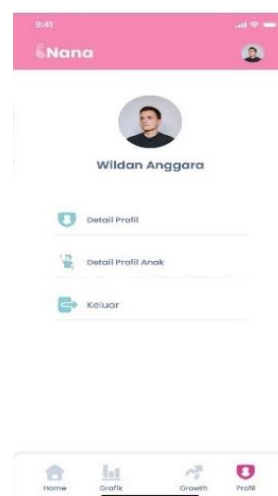 9:41
Nana
Wildan Anggara
Detail Profil
Detail Profil Anak
Keluar
Home Grafik Growth Profil